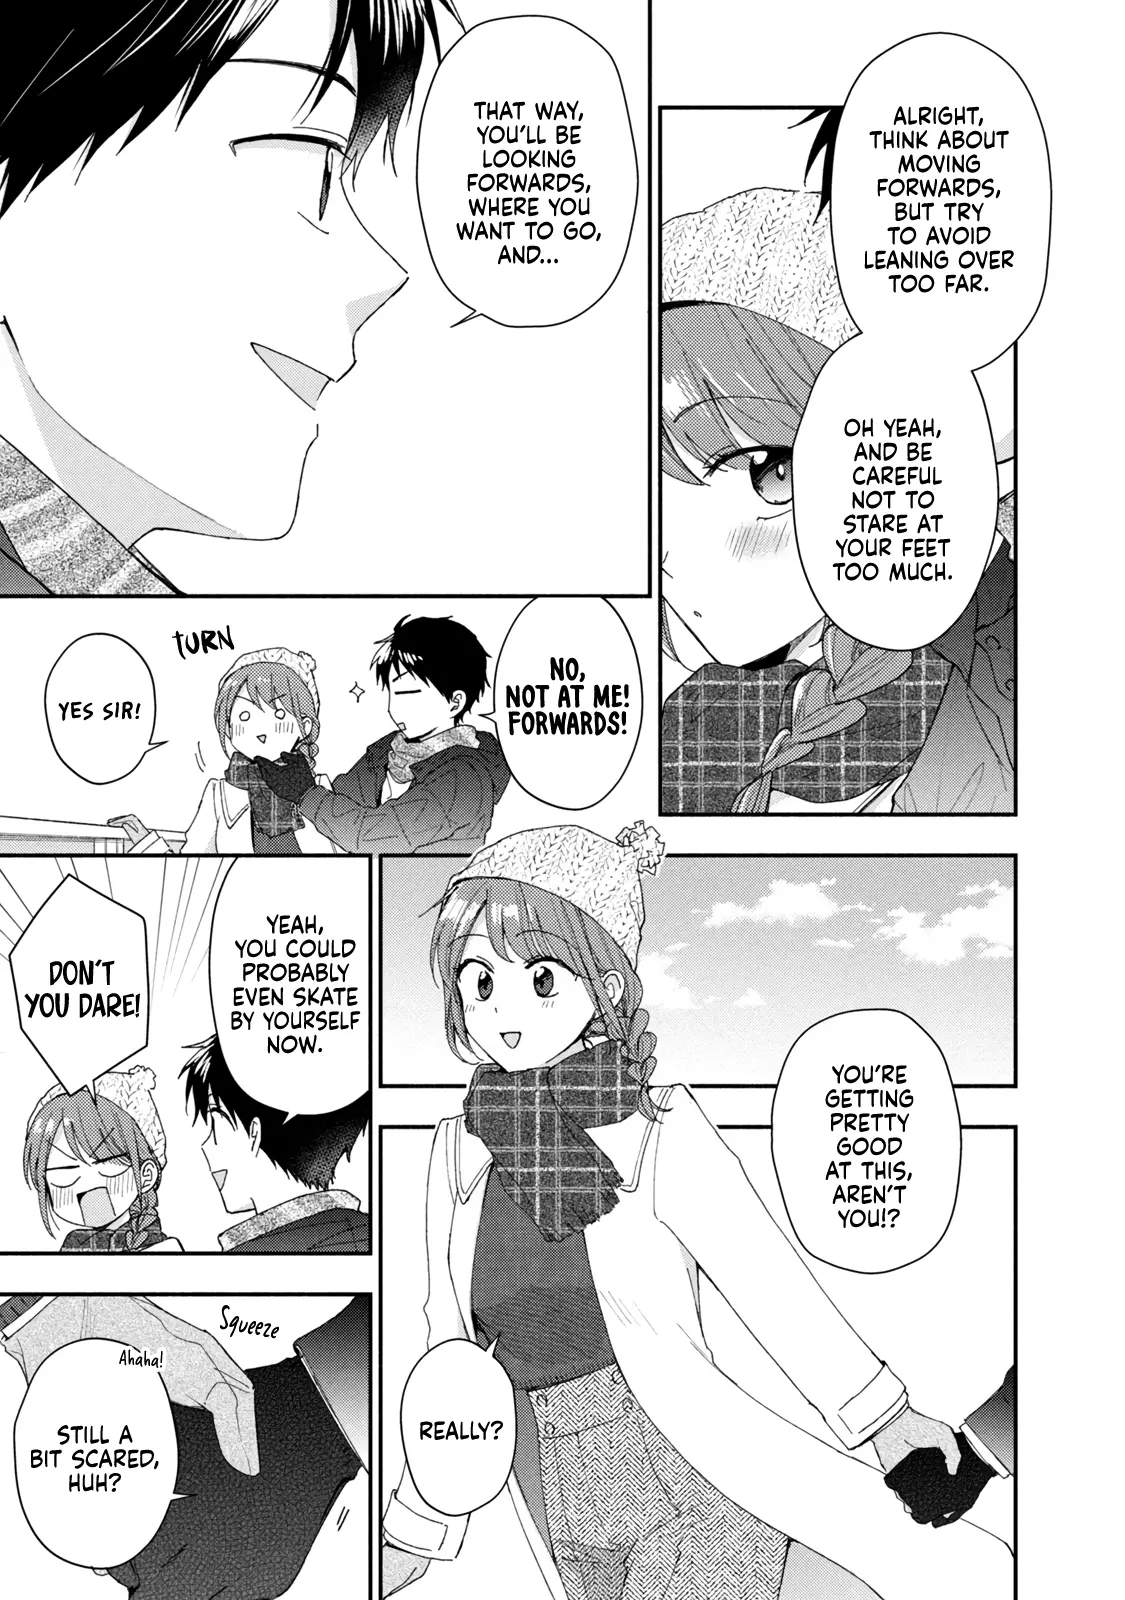 ALRIGHT,
THINK ABOUT
MOVING
FORWARDS,
BUT TRY
TO AVOID
LEANING OVER
TOO FAR.
OH YEAH,
AND BE
CAREFUL
NOT TO
STARE AT
YOUR FEET
TOO MUCH.
THAT WAY,
YOU'LL BE
LOOKING
FORWARDS,
WHERE YOU
WANT TO GO,
AND...
NO,
NOT AT ME!
FORWARDS!
TURN
YES SIR!
YOU'RE
GETTING
PRETTY
GOOD
AT THIS,
AREN'T
YOU!?
REALLY?
YEAH,
YOU COULD
PROBABLY
EVEN SKATE
BY YOURSELF
NOW.
DON'T
YOU DARE!
Squeeze
Ahaha!
STILL A
BIT SCARED,
HUH?